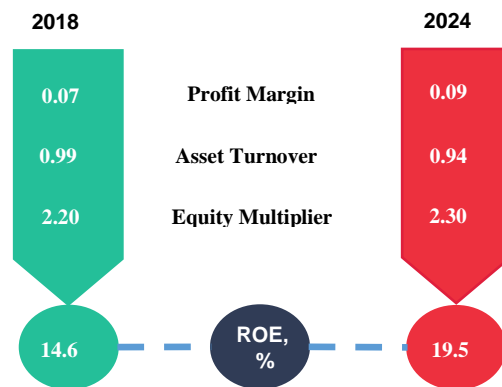 2018 2024
0.07 Profit Margin 0.09
0.99 Asset Turnover 0.94
2.20 Equity Multiplier 2.30
14.6 ROE, 19.5
%